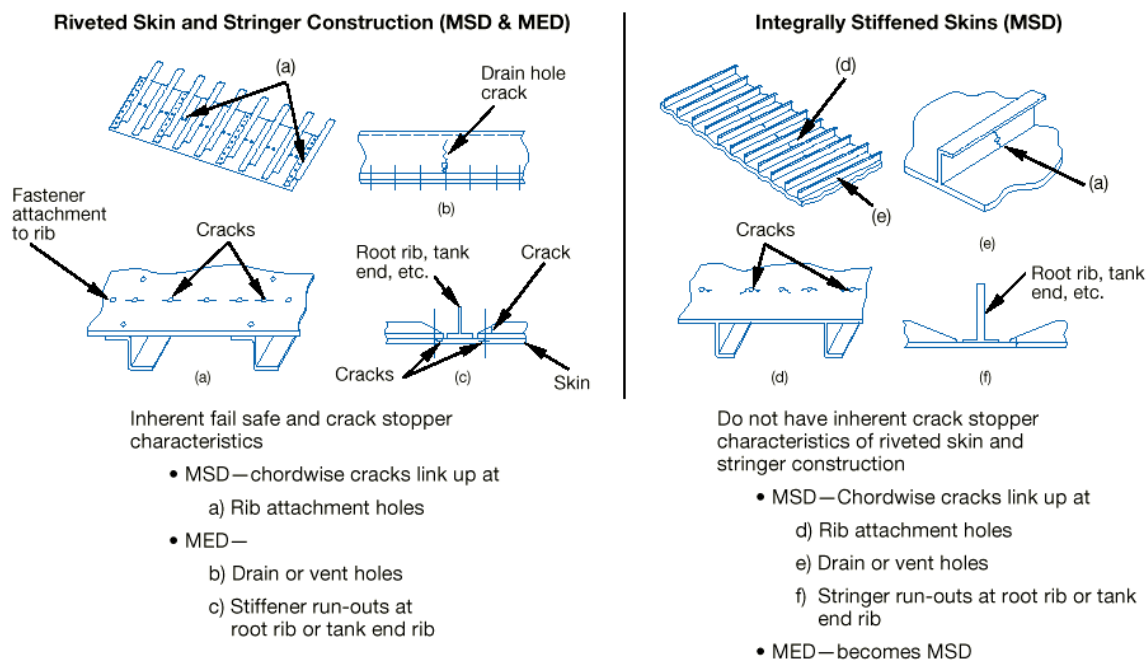 Riveted Skin and Stringer Construction (MSD & MED)
(a)
Drain hole
crack
(b)
Fastener
attachment
to rib
Cracks
(a)
Root rib, tank
end, etc.
Crack
Cracks
(c)
Skin
Inherent fail safe and crack stopper
characteristics
• MSD—chordwise cracks link up at
a) Rib attachment holes
• MED—
b) Drain or vent holes
c) Stiffener run-outs at
root rib or tank end rib
Integrally Stiffened Skins (MSD)
(d)
(e)
(a)
(e)
Cracks
(d)
Root rib, tank
end, etc.
(f)
Do not have inherent crack stopper
characteristics of riveted skin and
stringer construction
• MSD—Chordwise cracks link up at
d) Rib attachment holes
e) Drain or vent holes
f) Stringer run-outs at root rib or tank
end rib
• MED—becomes MSD